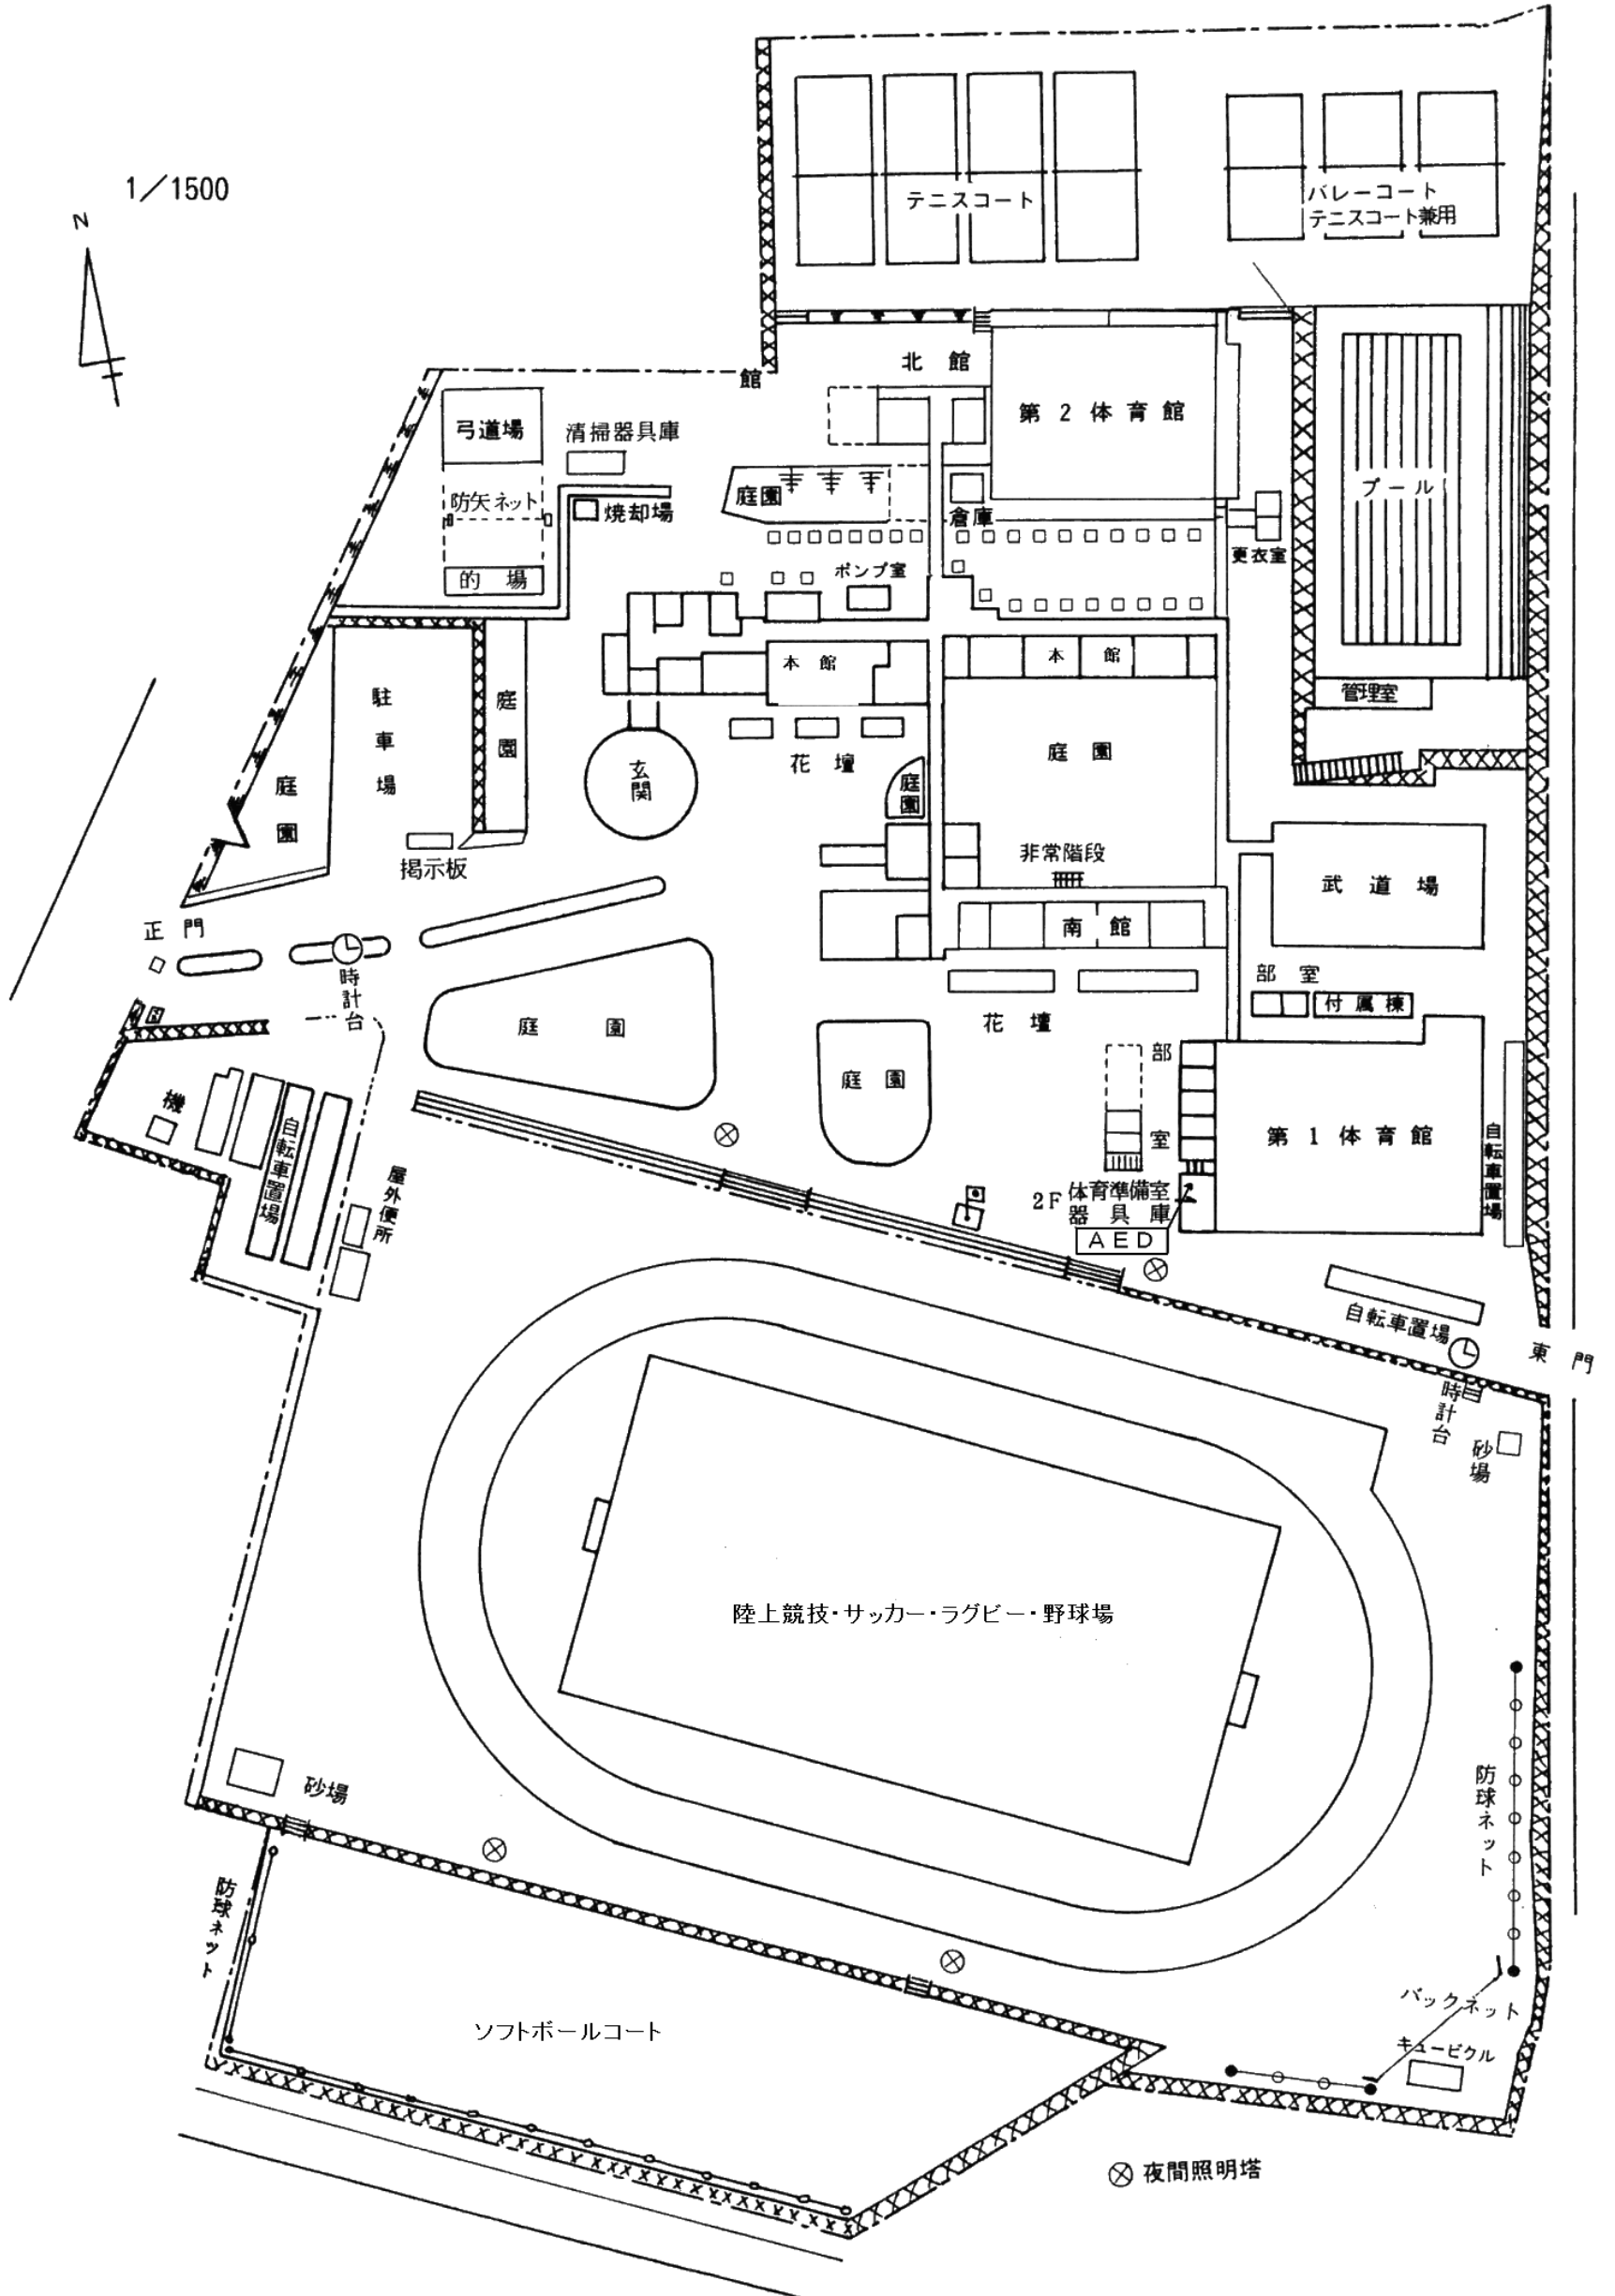 1／1500
N
テニスコート
バレーコート
テニスコート兼用
北館
館
第2体育館
弓道場
清掃器具庫
プール
防矢ネット
焼却場
庭園
倉庫
更衣室
的場
ポンプ室
本館
本館
管理室
駐車場
庭園
庭園
玄関
花壇
庭園
庭園
掲示板
非常階段
武道場
正門
時計台
南館
部室
付属棟
庭園
花壇
庭園
部室
第1体育館
自転車置場
機
自転車置場
屋外便所
2F 体育準備室
器具庫
AED
自転車置場
東門
時計台
砂場
陸上競技・サッカー・ラグビー・野球場
防球ネット
砂場
防球ネット
バックネット
キュービクル
ソフトボールコート
夜間照明塔